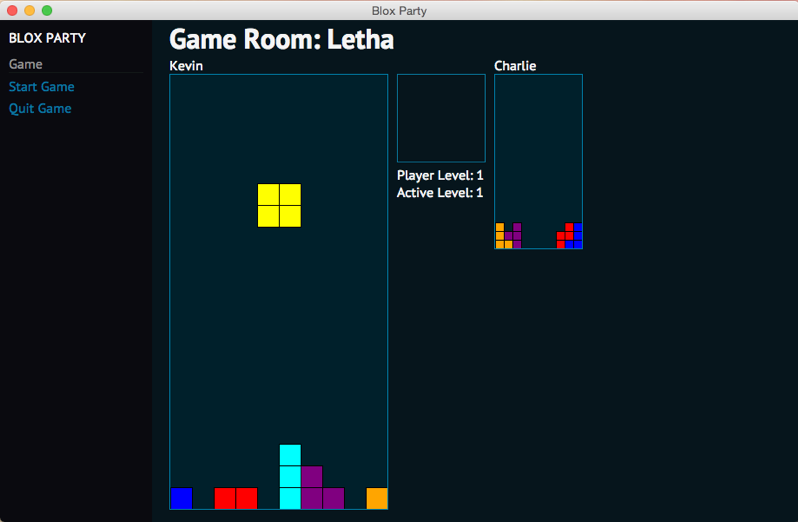 Blox Party
BLOX PARTY
Game
Start Game
Quit Game
Game Room: Letha
Kevin
Player Level: 1
Active Level: 1
Charlie